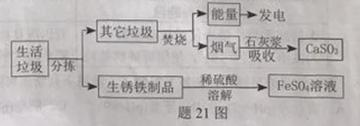 能量 发电
其它垃圾 焚烧
烟气 石灰浆 吸收 CaSO₃
生活 垃圾 分拣
生锈铁制品 稀硫酸 溶解 FeSO₄溶液
题 21 图